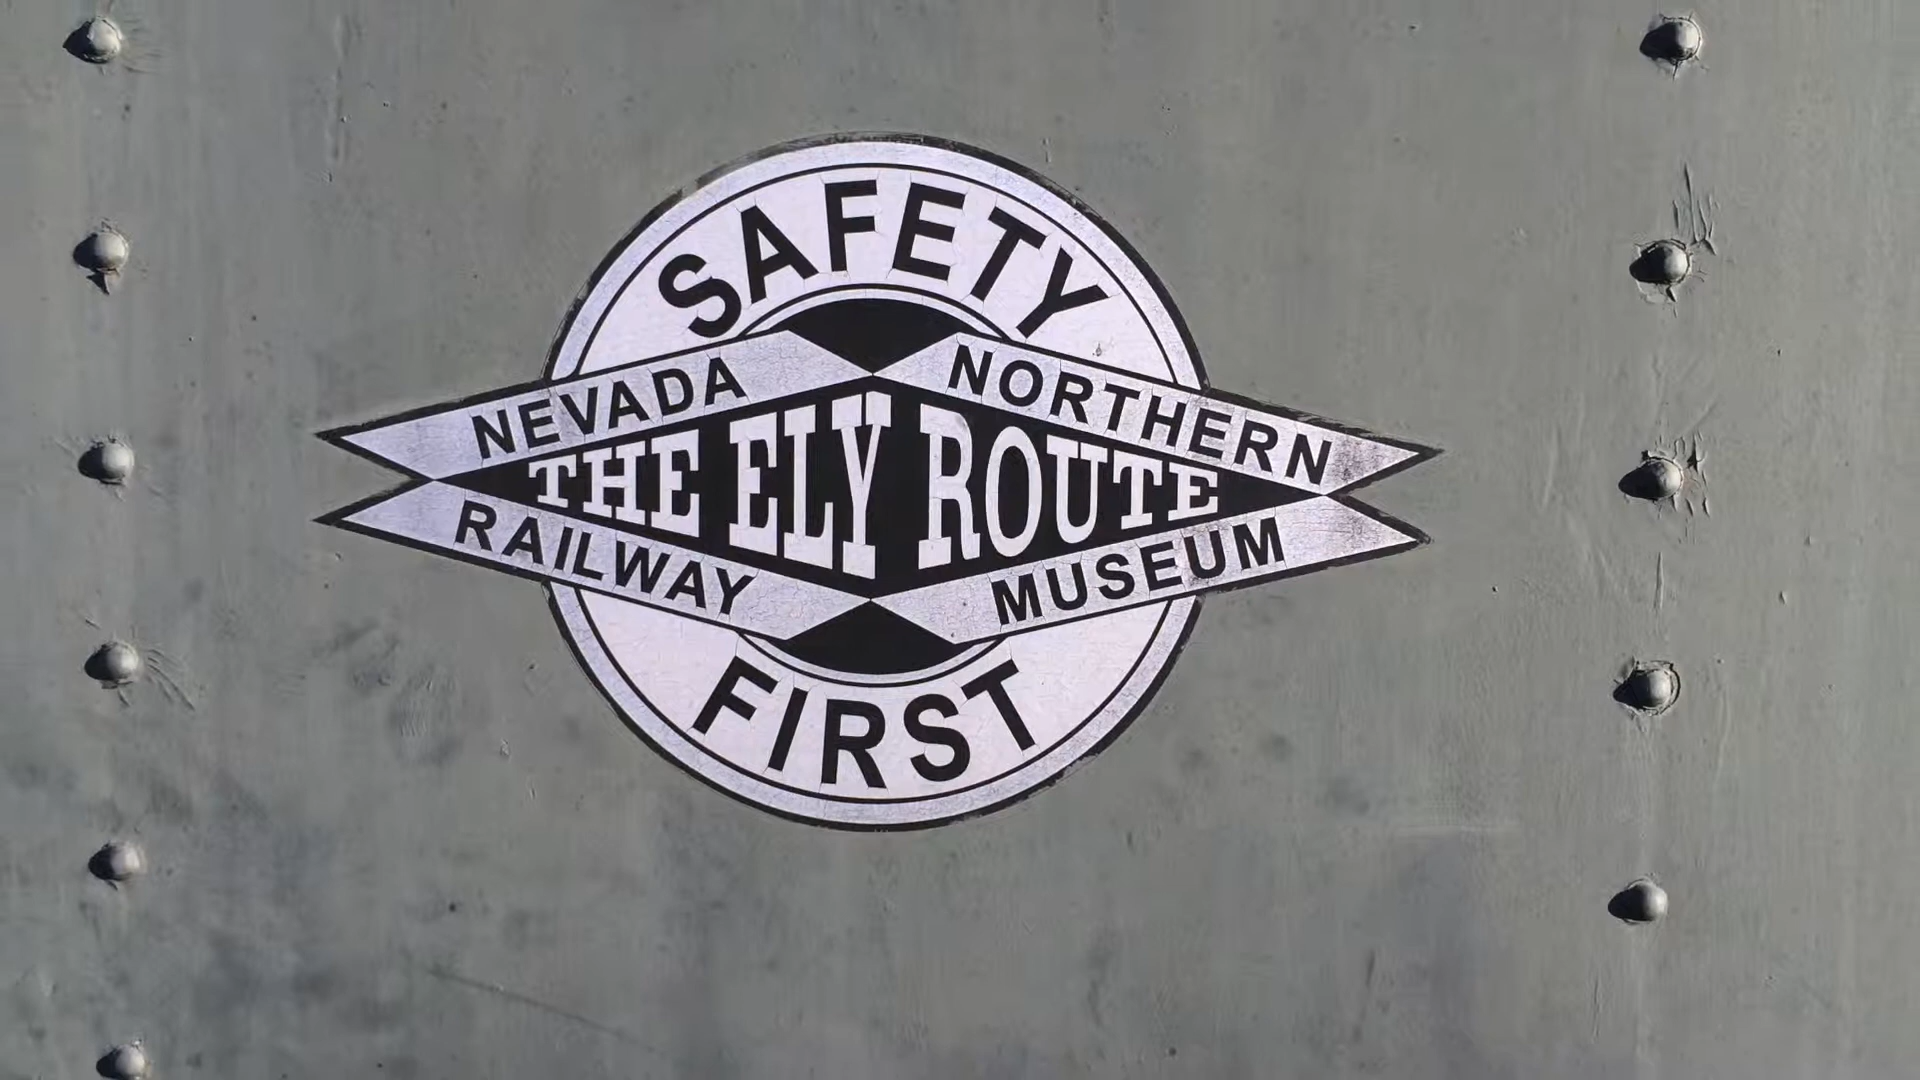 SAFETY
NEVADA NORTHERN
THE ELY ROUTE
RAILWAY MUSEUM
FIRST